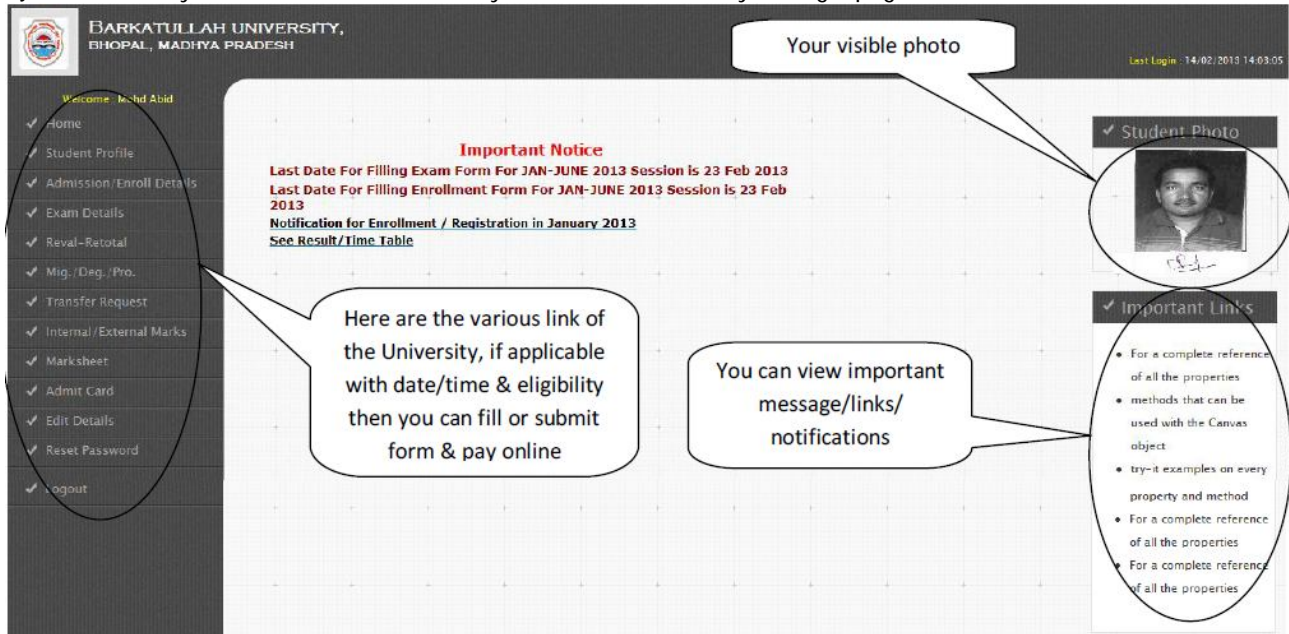 BARKATULLAH UNIVERSITY,
BHOPAL, MADHYA PRADESH
Your visible photo
Last Login : 14/02/2013 14:03:05
Welcome : Mohd Abid
Home
Student Profile
Admission/Enroll Details
Exam Details
Reval-Retotal
Mig./Deg./Pro.
Transfer Request
Internal/External Marks
Marksheet
Admit Card
Edit Details
Reset Password
Logout
Important Notice
Last Date For Filling Exam Form For JAN-JUNE 2013 Session is 23 Feb 2013
Last Date For Filling Enrollment Form For JAN-JUNE 2013 Session is 23 Feb
2013
Notification for Enrollment / Registration in January 2013
See Result/Time Table
Here are the various link of
the University, if applicable
with date/time & eligibility
then you can fill or submit
form & pay online
You can view important
message/links/
notifications
Student Photo
Important Links
For a complete reference
of all the properties
methods that can be
used with the Canvas
object
try-it examples on every
property and method
For a complete reference
of all the properties
For a complete reference
of all the properties